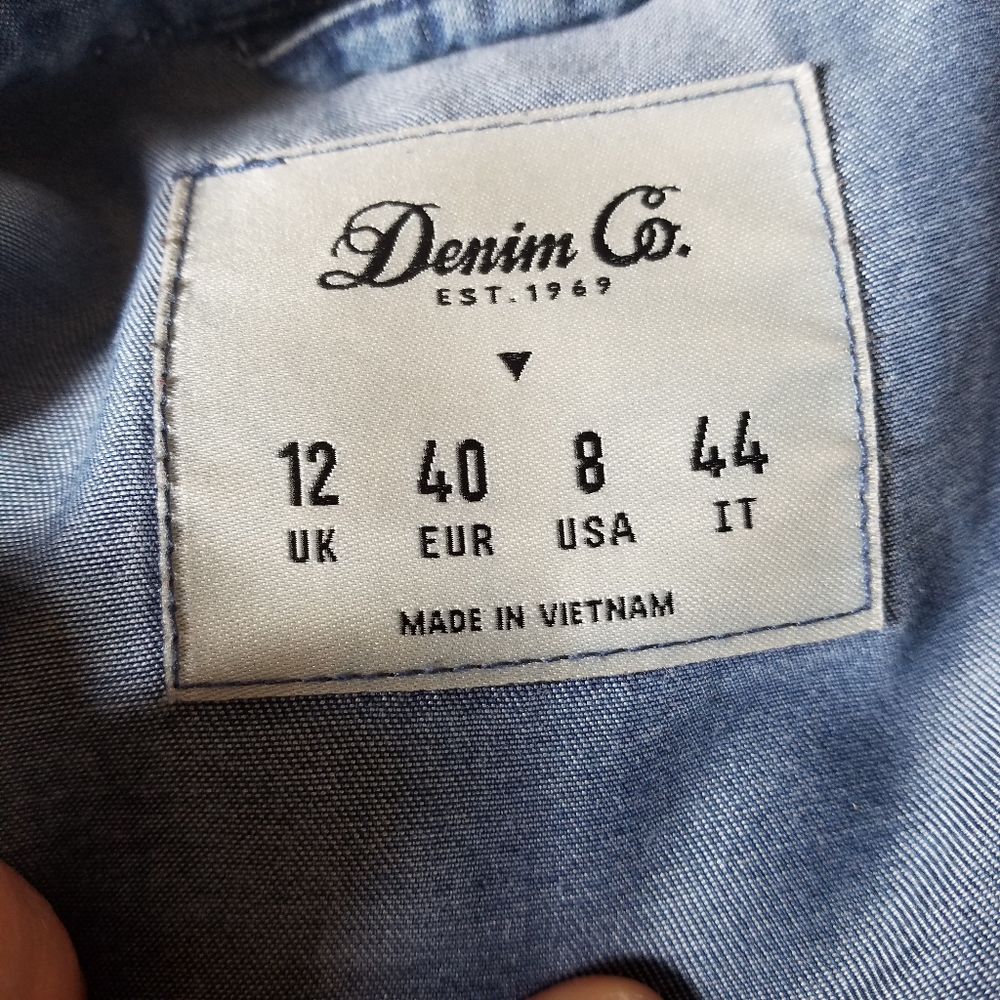 Denim Co.
EST.1969
12 40 8 44
UK EUR USA IT
MADE IN VIETNAM